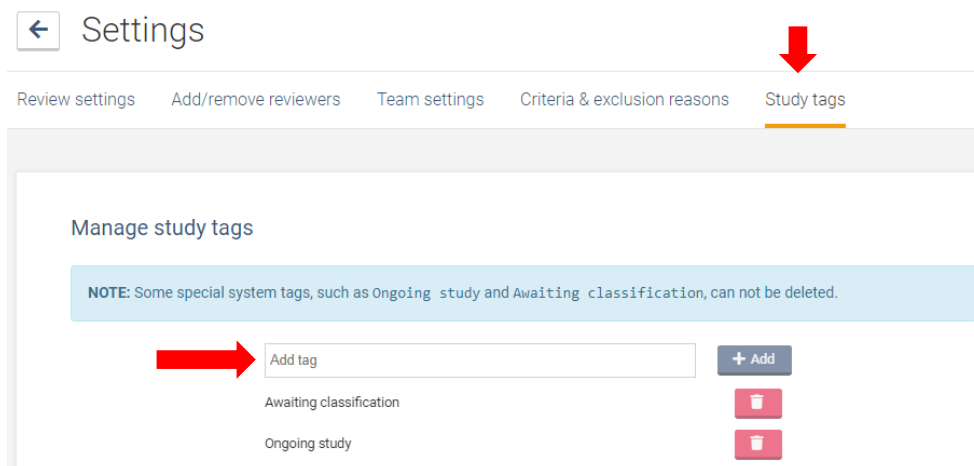 Settings
Review settings Add/remove reviewers Team settings Criteria & exclusion reasons Study tags
Manage study tags
NOTE: Some special system tags, such as Ongoing study and Awaiting classification, can not be deleted.
Add tag + Add
Awaiting classification
Ongoing study